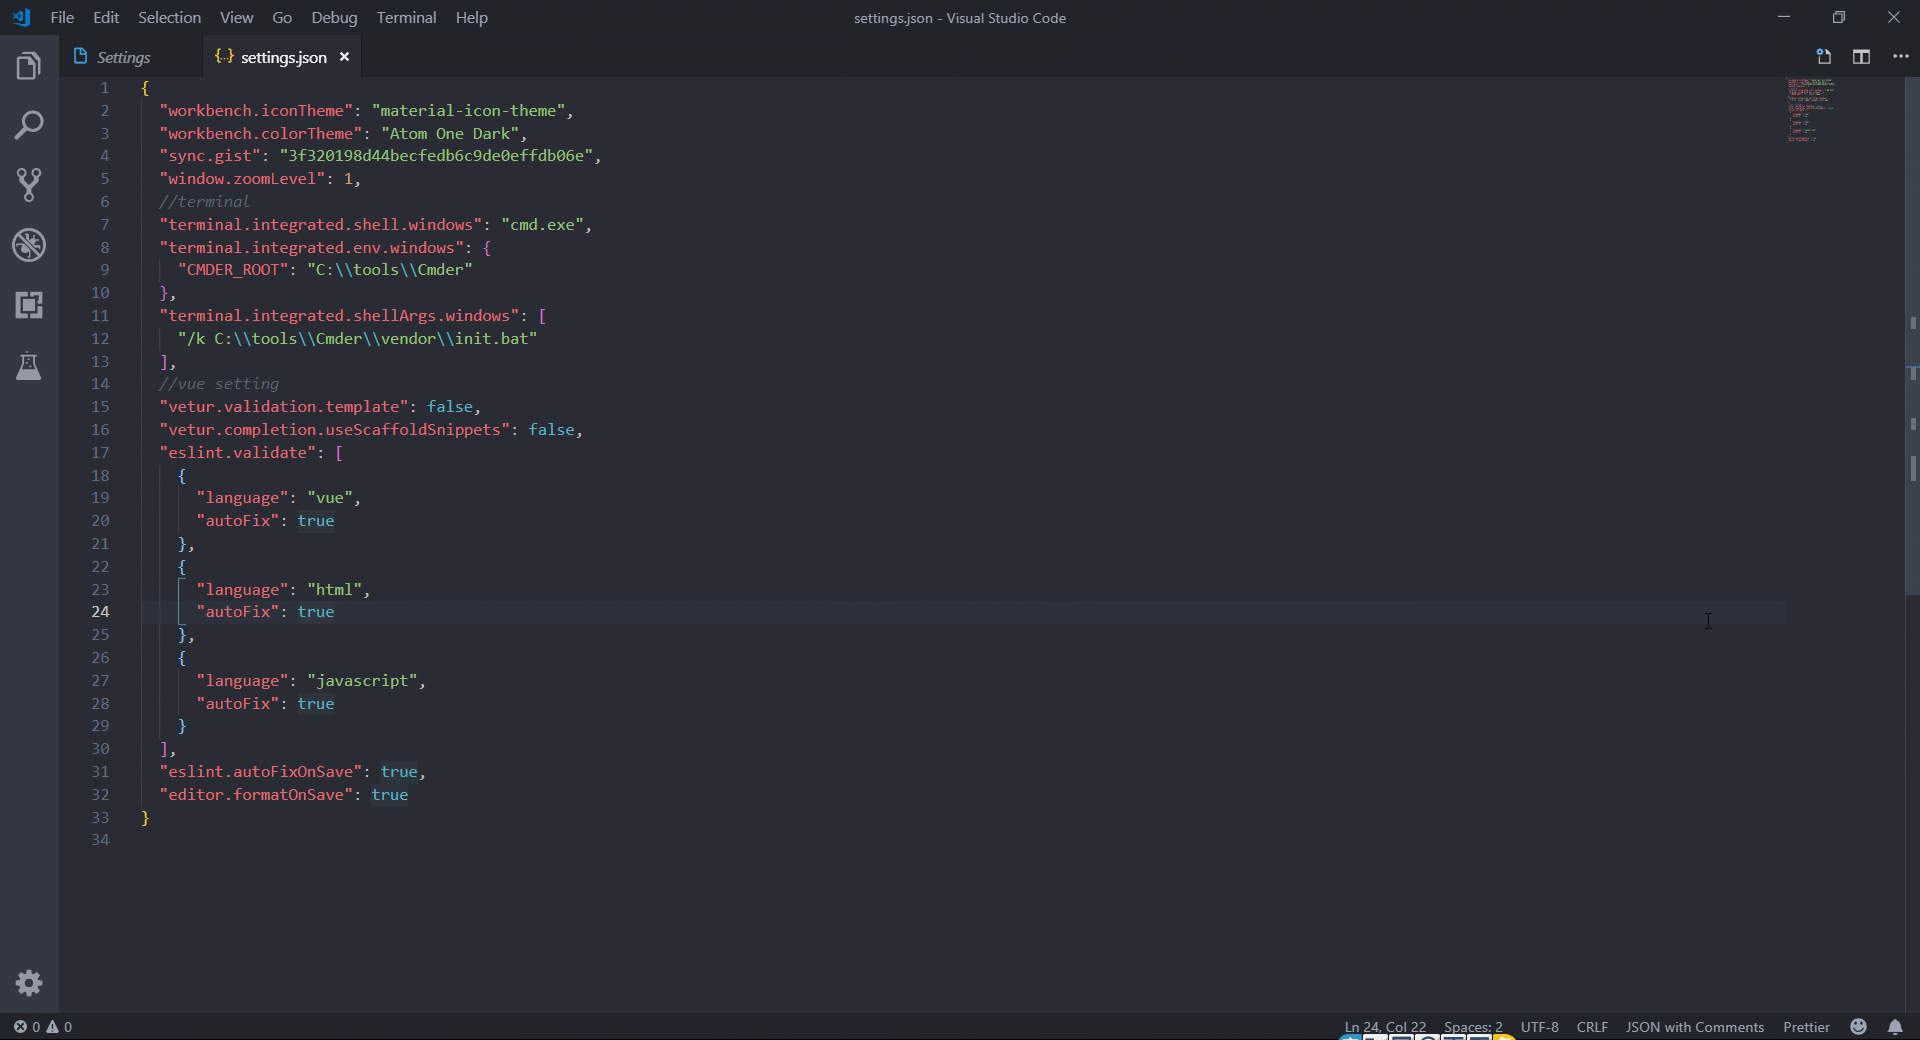 File Edit Selection View Go Debug Terminal Help
settings.json - Visual Studio Code
Settings
{..} settings.json ×
1 {
2 "workbench.iconTheme": "material-icon-theme",
3 "workbench.colorTheme": "Atom One Dark",
4 "sync.gist": "3f320198d44becfedb6c9de0effdb06e",
5 "window.zoomLevel": 1,
6 //terminal
7 "terminal.integrated.shell.windows": "cmd.exe",
8 "terminal.integrated.env.windows": {
9 "CMDER_ROOT": "C:\\tools\\Cmder"
10 },
11 "terminal.integrated.shellArgs.windows": [
12 "/k C:\\tools\\Cmder\\vendor\\init.bat"
13 ],
14 //vue setting
15 "vetur.validation.template": false,
16 "vetur.completion.useScaffoldSnippets": false,
17 "eslint.validate": [
18 {
19 "language": "vue",
20 "autoFix": true
21 },
22 {
23 "language": "html",
24 "autoFix": true
25 },
26 {
27 "language": "javascript",
28 "autoFix": true
29 }
30 ],
31 "eslint.autoFixOnSave": true,
32 "editor.formatOnSave": true
33 }
34
0 0
Ln 24, Col 22 Spaces: 2 UTF-8 CRLF JSON with Comments Prettier